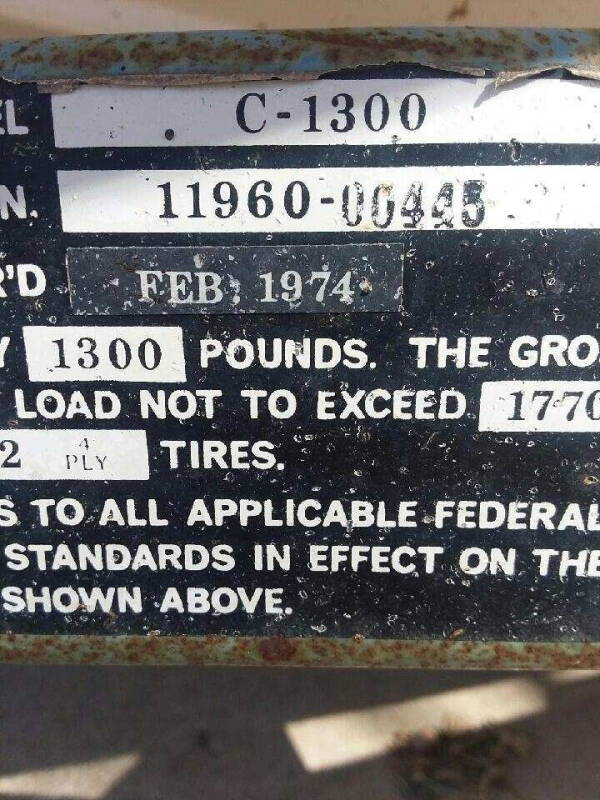 EL C-1300
N. 11960-00445
R'D FEB. 1974
Y 1300 POUNDS. THE GRO
LOAD NOT TO EXCEED 1770
2 4 PLY TIRES.
S TO ALL APPLICABLE FEDERAL
STANDARDS IN EFFECT ON THE
SHOWN ABOVE.